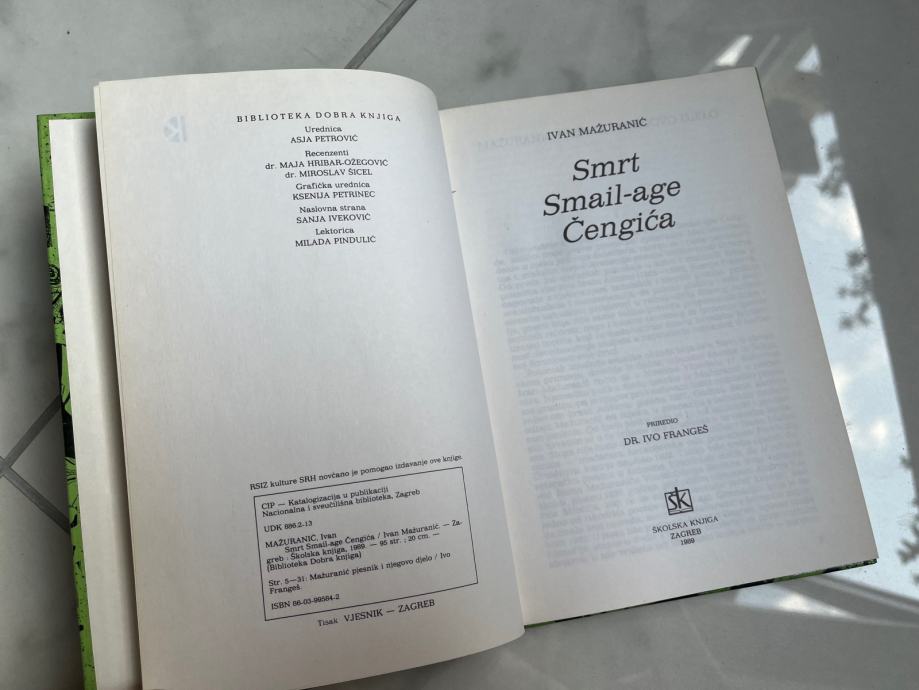 BIBLIOTEKA DOBRA KNJIGA
Urednica
ASJA PETROVIĆ
Recenzenti
dr. MAJA HRIBAR-OŽEGOVIĆ
dr. MIROSLAV ŠICEL
Grafička urednica
KSENIJA PETRINEC
Naslovna strana
SANJA IVEKOVIĆ
Lektorica
MILADA PINDULIĆ
RSIZ kulture SRH novčano je pomogao izdavanje ove knjige.
CIP — Katalogizacija u publikaciji
Nacionalna i sveučilišna biblioteka, Zagreb
UDK 886.2-13
MAŽURANIĆ, Ivan
Smrt Smail-age Čengića / Ivan Mažuranić. — Za-
greb : Školska knjiga, 1989. — 95 str. ; 20 cm. —
(Biblioteka Dobra knjiga)
Str. 5—31: Mažuranić pjesnik i njegovo djelo / Ivo
Frangeš.
ISBN 86-03-99584-2
Tisak VJESNIK — ZAGREB
IVAN MAŽURANIĆ
Smrt
Smail-age
Čengića
PRIREDIO
DR. IVO FRANGEŠ
šk
ŠKOLSKA KNJIGA
ZAGREB
1989